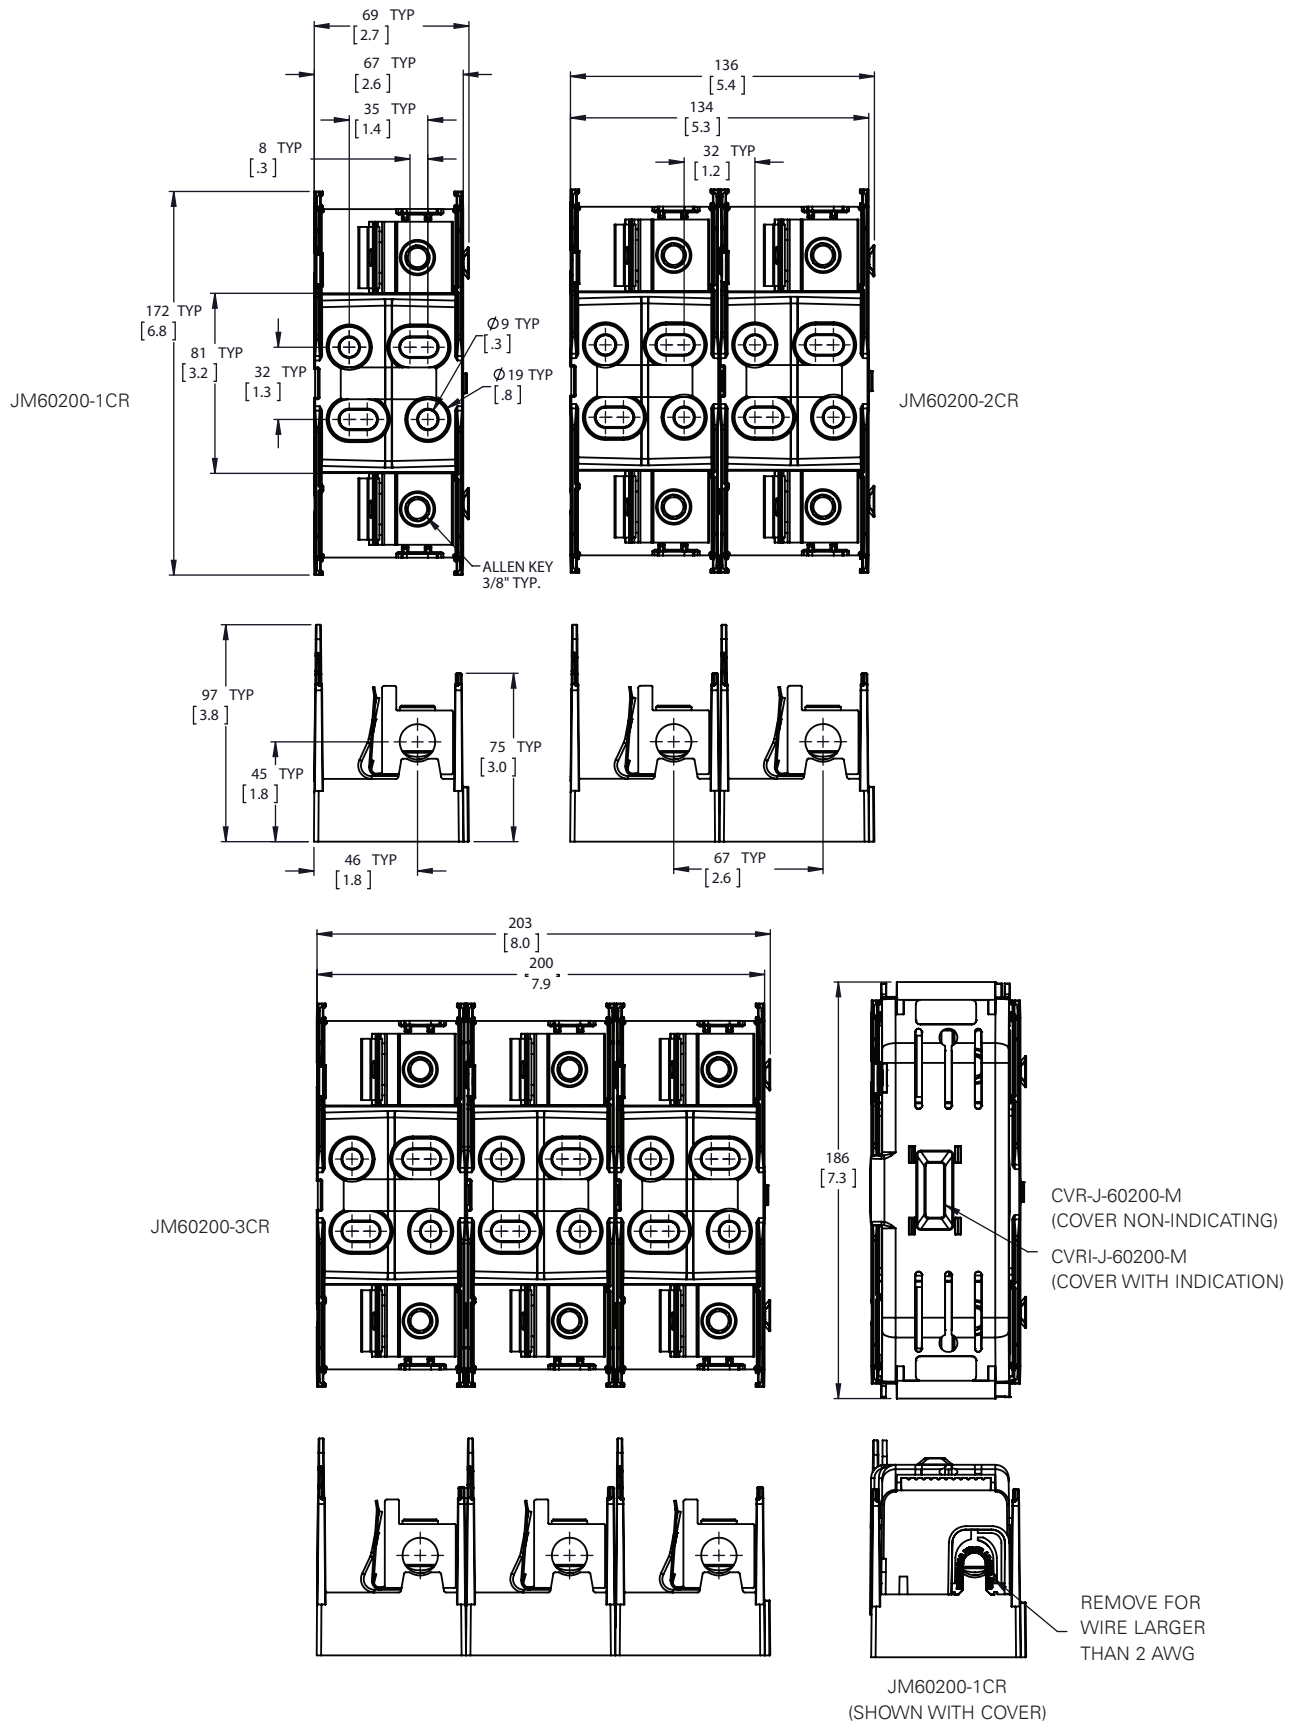 69 TYP
[2.7]
67 TYP
[2.6]
35 TYP
[1.4]
8 TYP
[.3]
136
[5.4]
134
[5.3]
32 TYP
[1.2]
172 TYP
[6.8]
81 TYP
[3.2]
32 TYP
[1.3]
Ø9 TYP
[.3]
Ø19 TYP
[.8]
JM60200-1CR
JM60200-2CR
ALLEN KEY
3/8" TYP.
97 TYP
[3.8]
45 TYP
[1.8]
75 TYP
[3.0]
46 TYP
[1.8]
67 TYP
[2.6]
203
[8.0]
200
7.9
JM60200-3CR
186
[7.3]
CVR-J-60200-M
(COVER NON-INDICATING)
CVRI-J-60200-M
(COVER WITH INDICATION)
REMOVE FOR
WIRE LARGER
THAN 2 AWG
JM60200-1CR
(SHOWN WITH COVER)